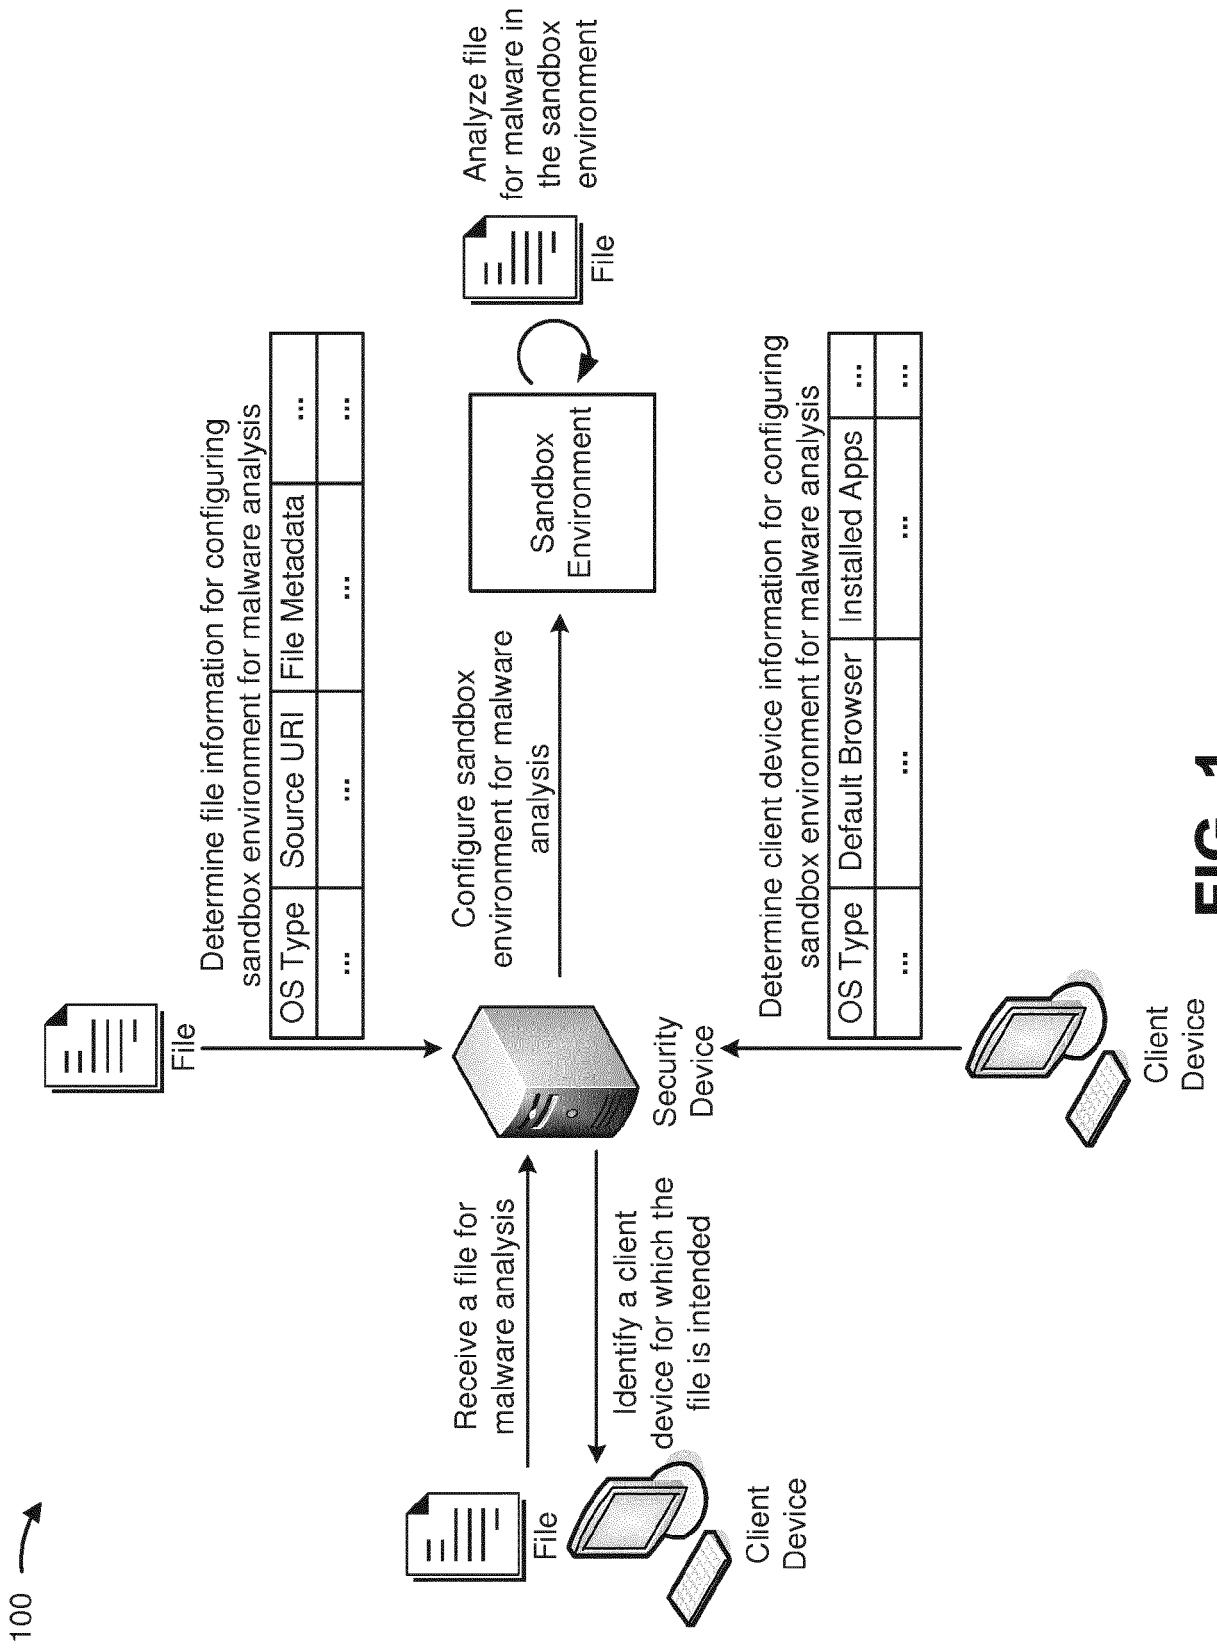 100
File
Determine file information for configuring
sandbox environment for malware analysis
OS Type Source URI File Metadata ...
... ... ... ...
Receive a file for
malware analysis
File
Client
Device
Identify a client
device for which the
file is intended
Security
Device
Configure sandbox
environment for malware
analysis
Sandbox
Environment
File
Analyze file
for malware in
the sandbox
environment
Determine client device information for configuring
sandbox environment for malware analysis
OS Type Default Browser Installed Apps ...
... ... ... ...
Client
Device
FIG. 1